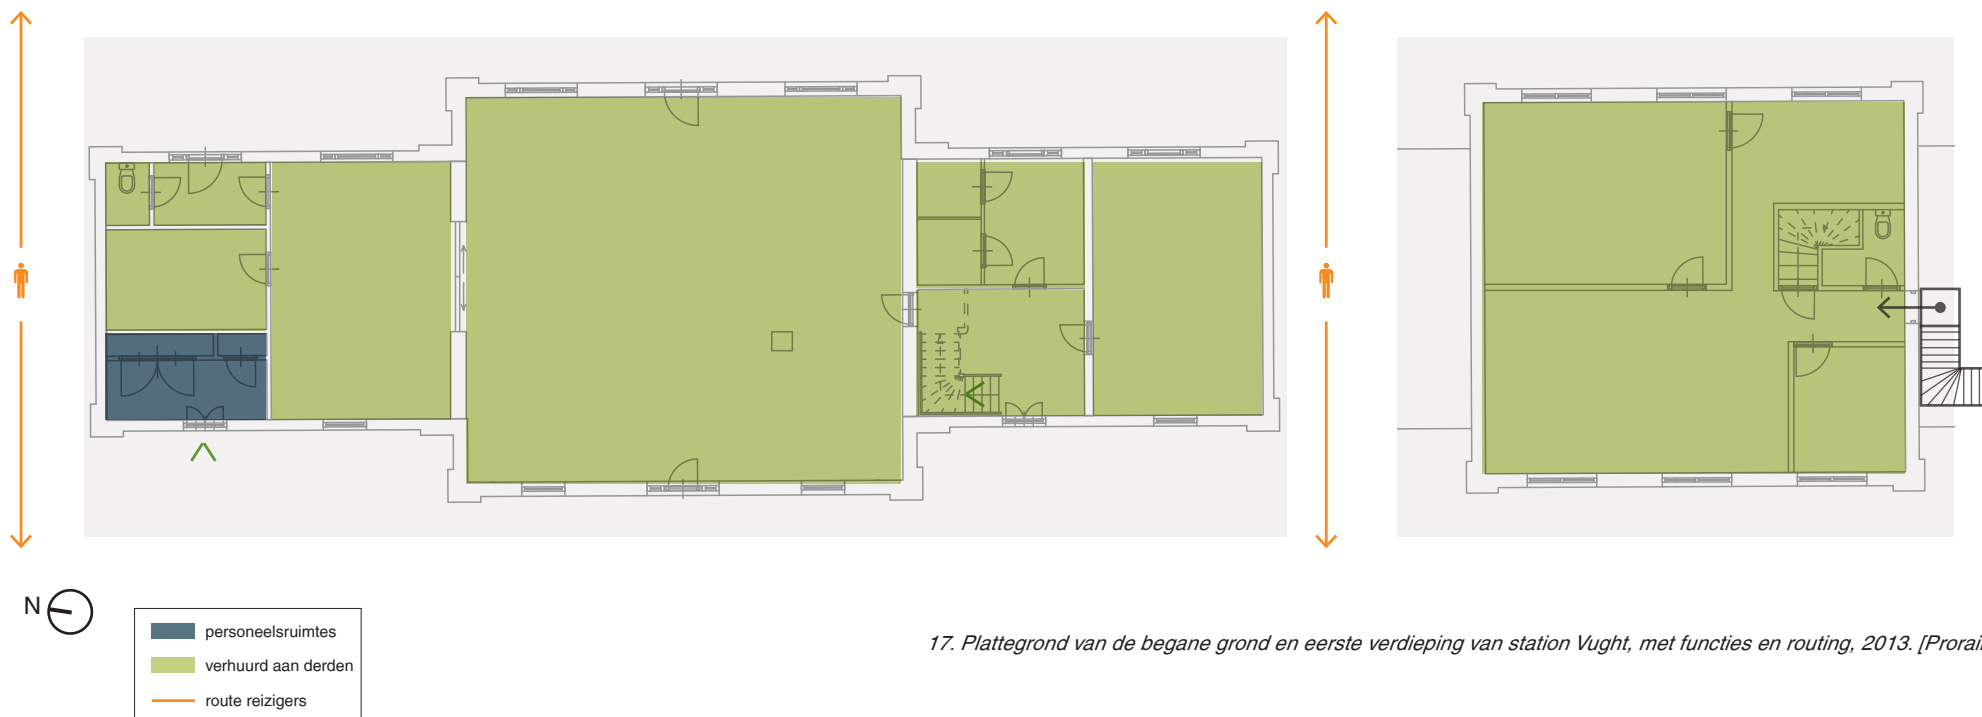 N
personeelsruimtes
verhuurd aan derden
route reizigers
17. Plattegrond van de begane grond en eerste verdieping van station Vught, met functies en routing, 2013. [Prorail